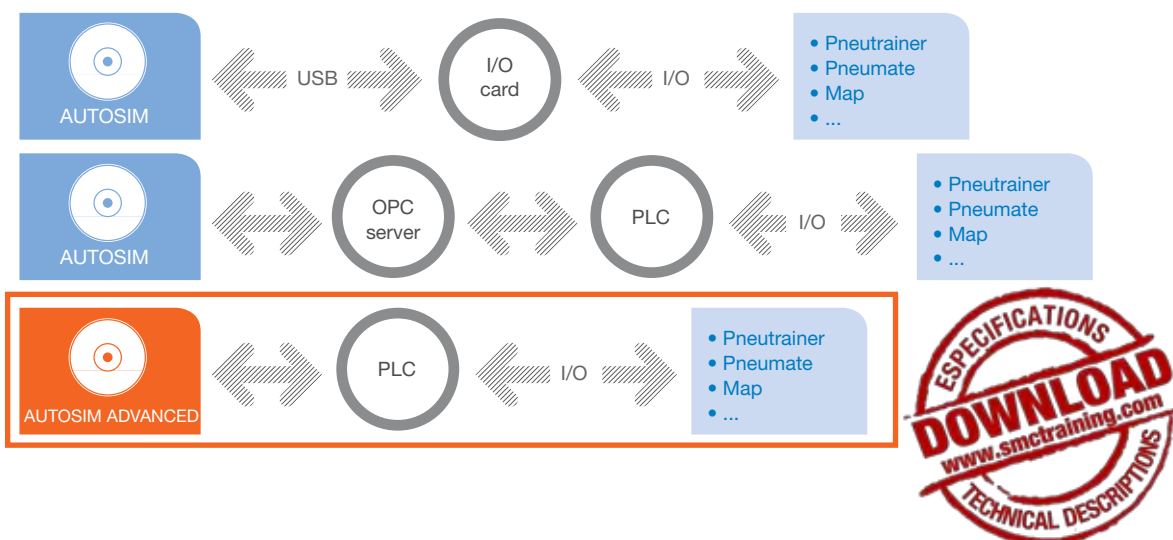 AUTOSIM
USB
I/O
card
I/O
• Pneutrainer
• Pneumate
• Map
• ...
AUTOSIM
OPC
server
PLC
I/O
• Pneutrainer
• Pneumate
• Map
• ...
AUTOSIM ADVANCED
PLC
I/O
• Pneutrainer
• Pneumate
• Map
• ...
ESPECIFICATIONS
DOWNLOAD
www.smctraining.com
TECHNICAL DESCRIPTIONS